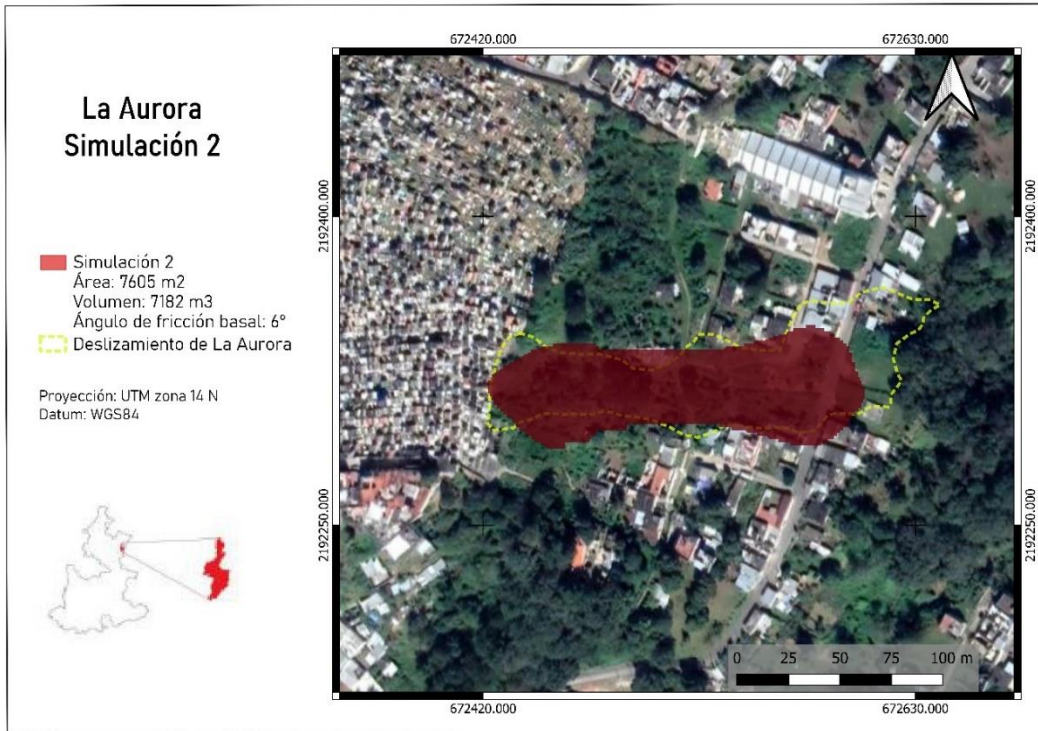 La Aurora
Simulación 2
Simulación 2
Área: 7605 m2
Volumen: 7182 m3
Ángulo de fricción basal: 6°
Deslizamiento de La Aurora
Proyección: UTM zona 14 N
Datum: WGS84
672420.000
672630.000
2192400.000
2192400.000
2192250.000
2192250.000
0 25 50 75 100 m
672420.000
672630.000